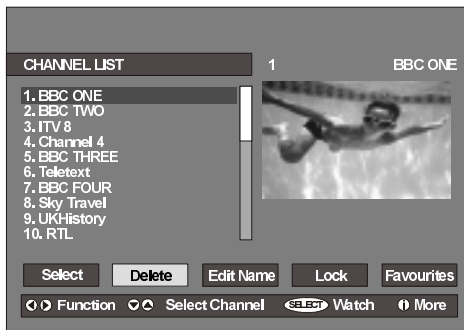 CHANNEL LIST
1 BBC ONE
1. BBC ONE
2. BBC TWO
3. ITV 8
4. Channel 4
5. BBC THREE
6. Teletext
7. BBC FOUR
8. Sky Travel
9. UKHistory
10. RTL
Select Delete Edit Name Lock Favourites
Function Select Channel SELECT Watch i More